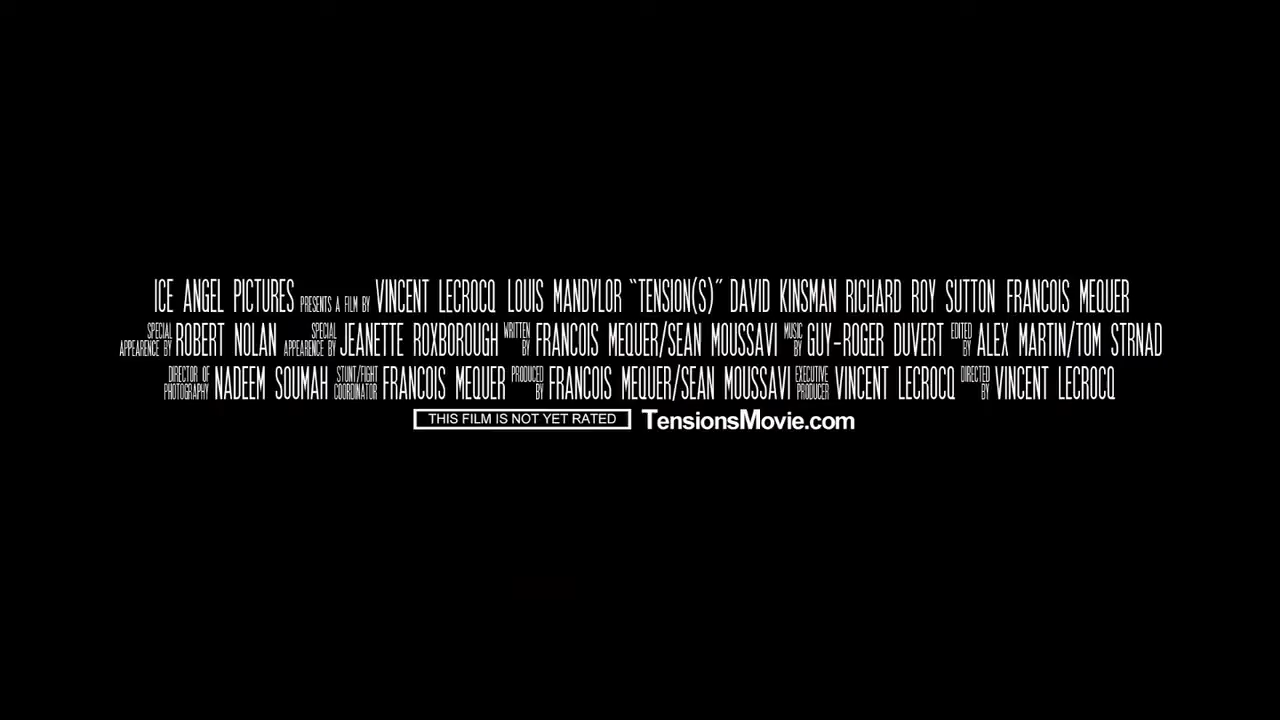 ICE ANGEL PICTURES PRESENTS A FILM BY VINCENT LECROCQ LOUIS MANDYLOR "TENSION(S)" DAVID KINSMAN RICHARD ROY SUTTON FRANCOIS MEQUER
SPECIAL APPEARENCE BY ROBERT NOLAN SPECIAL APPEARENCE BY JEANETTE ROXBOROUGH WRITTEN BY FRANCOIS MEQUER/SEAN MOUSSAVI MUSIC BY GUY-ROGER DUVERT EDITED BY ALEX MARTIN/TOM STRNAD
DIRECTOR OF PHOTOGRAPHY NADEEM SOUMAH STUNT/FIGHT COORDINATOR FRANCOIS MEQUER PRODUCED BY FRANCOIS MEQUER/SEAN MOUSSAVI EXECUTIVE PRODUCER VINCENT LECROCQ DIRECTED BY VINCENT LECROCQ
THIS FILM IS NOT YET RATED TensionsMovie.com